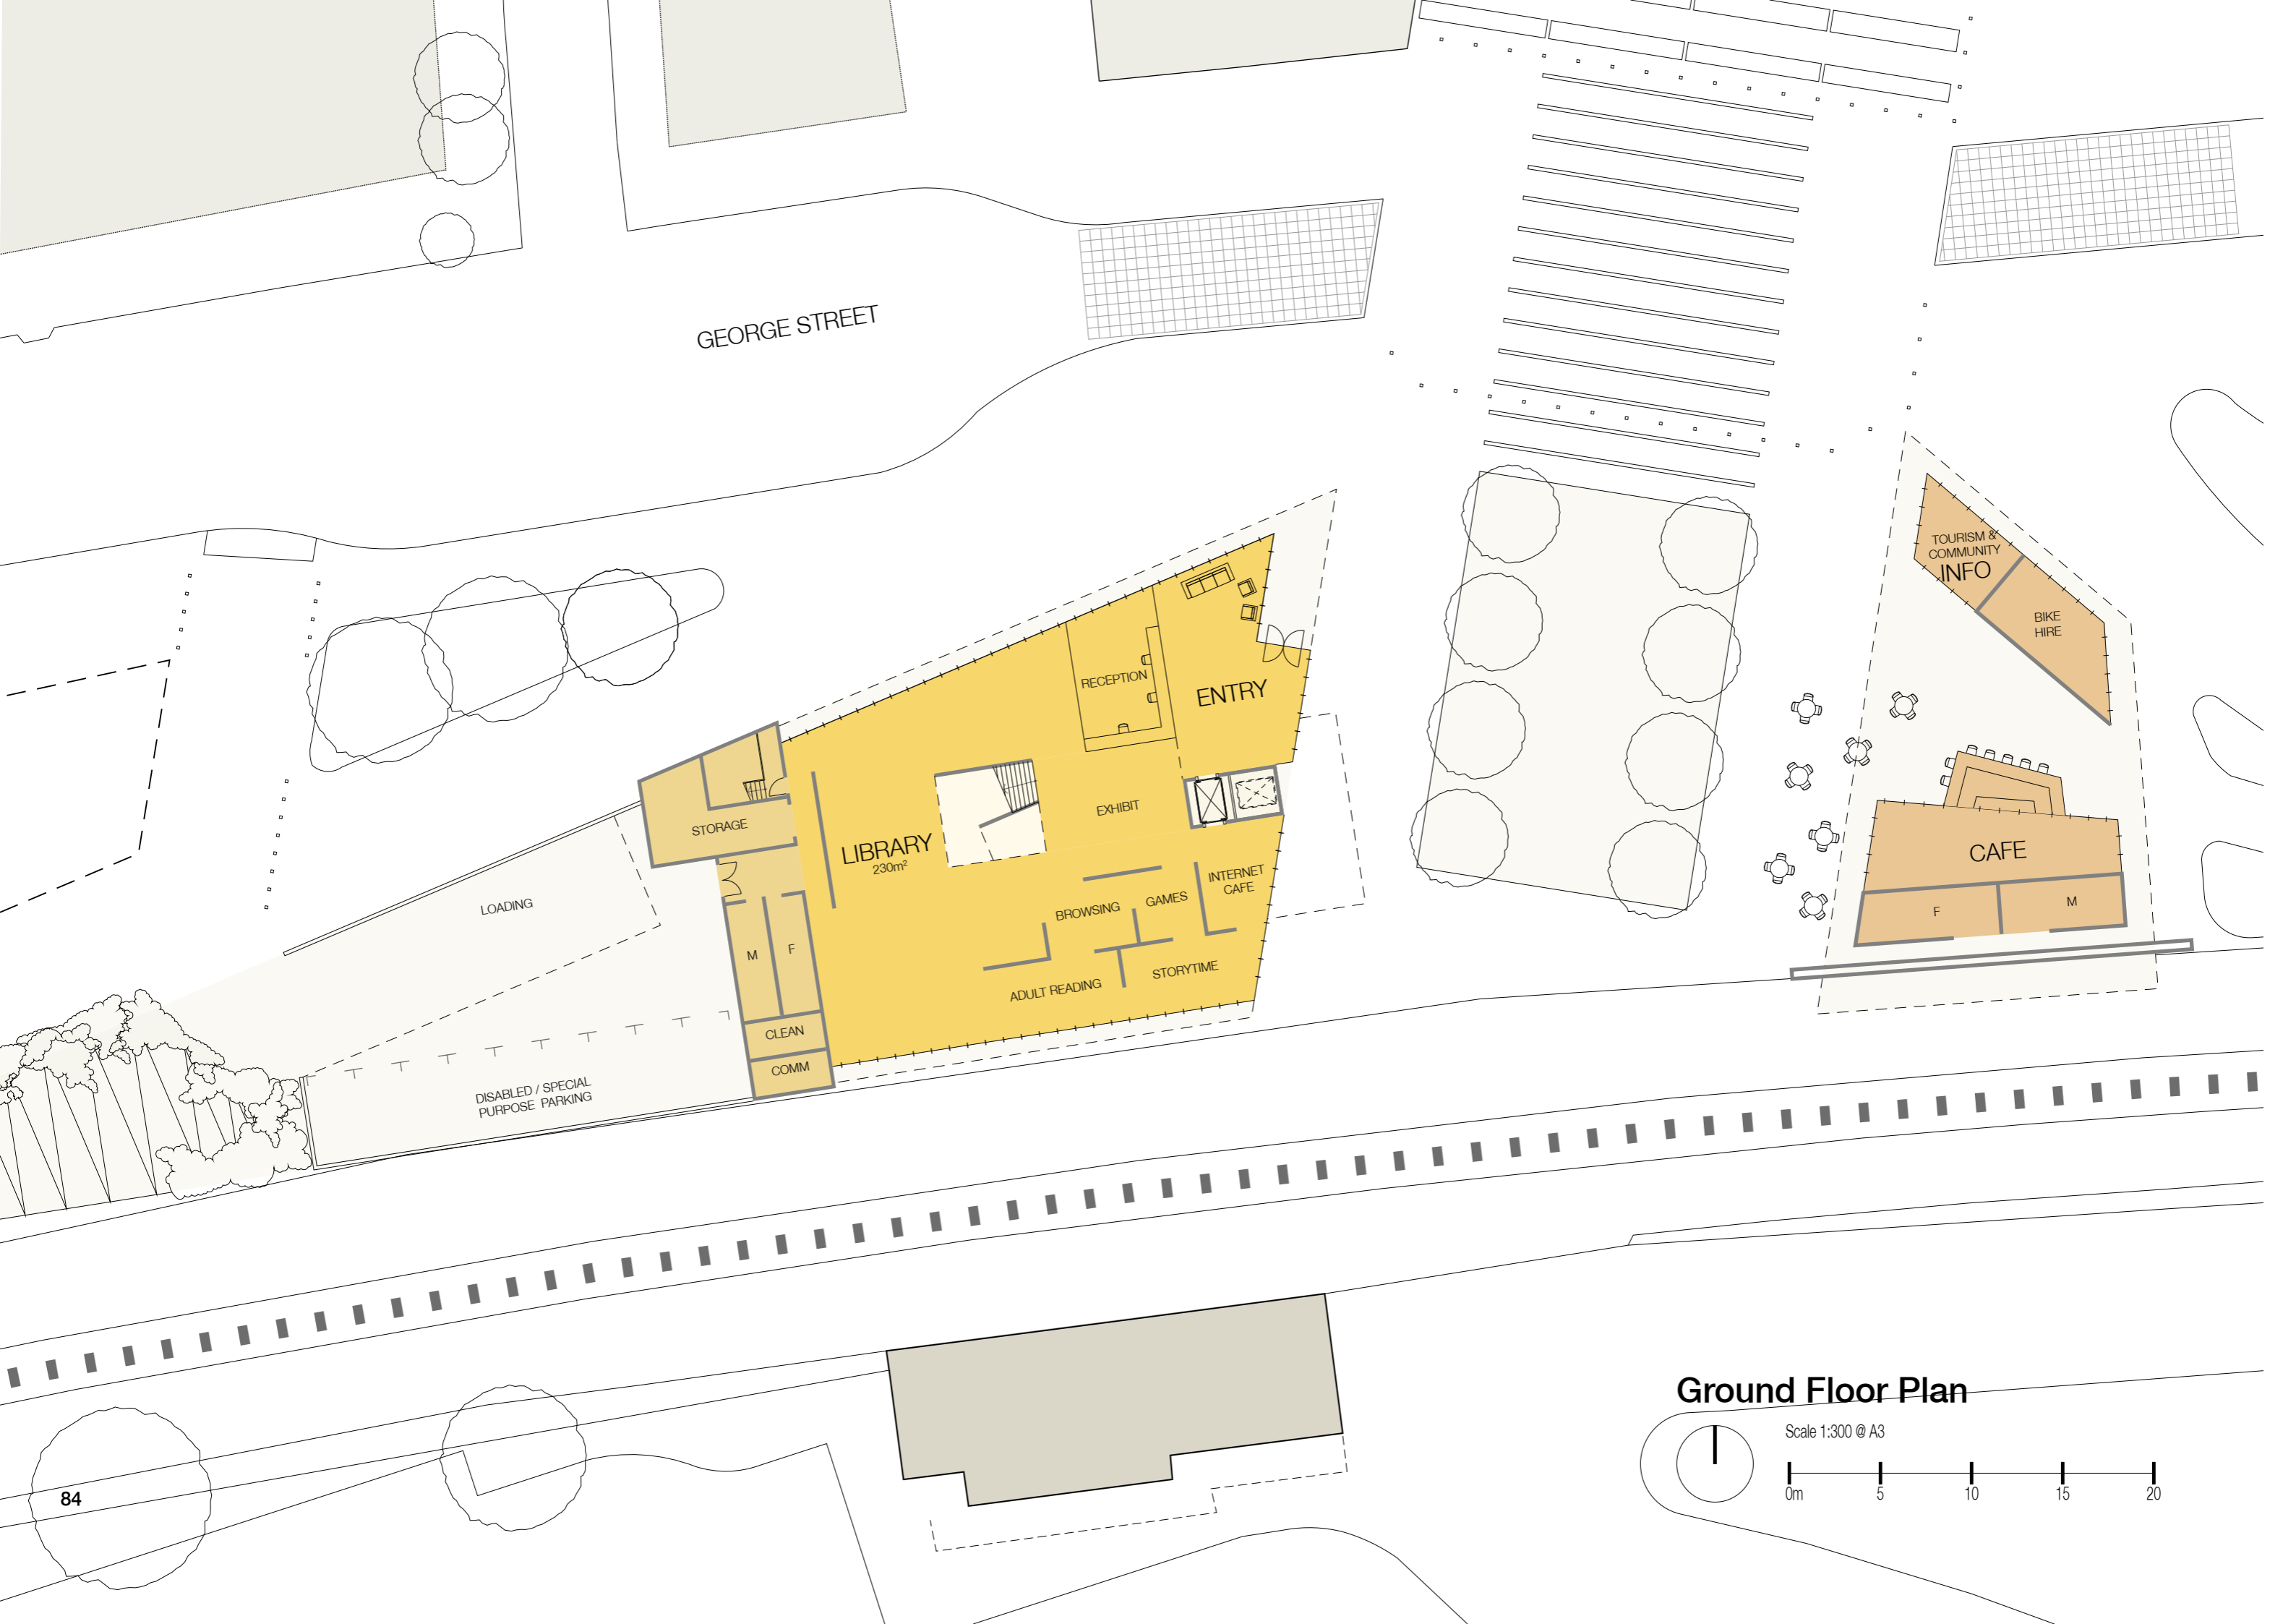 GEORGE STREET
TOURISM &
COMMUNITY
INFO
BIKE
HIRE
RECEPTION
ENTRY
EXHIBIT
STORAGE
LIBRARY
230m²
INTERNET
CAFE
GAMES
BROWSING
CAFE
F
M
LOADING
M
F
STORYTIME
ADULT READING
CLEAN
COMM
DISABLED / SPECIAL
PURPOSE PARKING
Ground Floor Plan
Scale 1:300 @ A3
0m 5 10 15 20
84